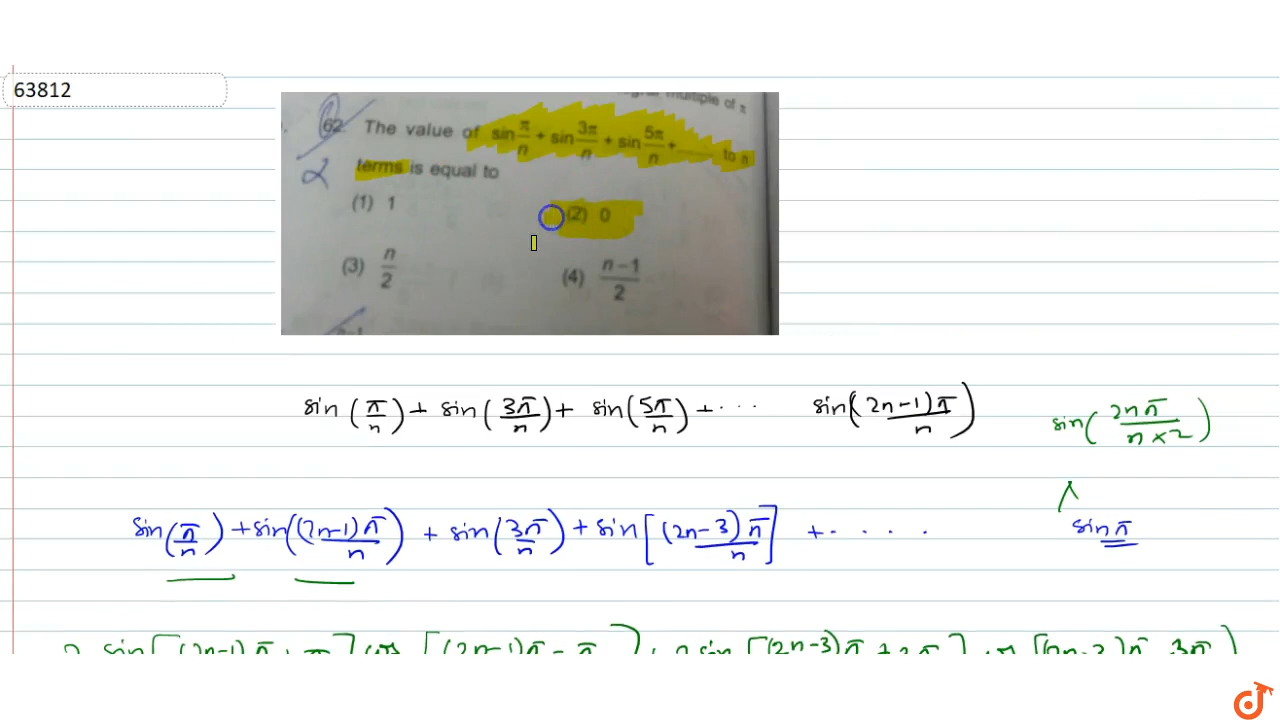 63812
multiple of π
62. The value of sin π/n + sin 3π/n + sin 5π/n + ........ to n
2
terms is equal to
(1) 1 (2) 0
(3) n/2 (4) n−1/2
sin(π/n) + sin(3π/n) + sin(5π/n) + ... sin((2n−1)π/n) sin(2nπ/n×2)
sin(π/n) + sin((2n−1)π/n) + sin(3π/n) + sin[(2n−3)π/n] + .... sin π